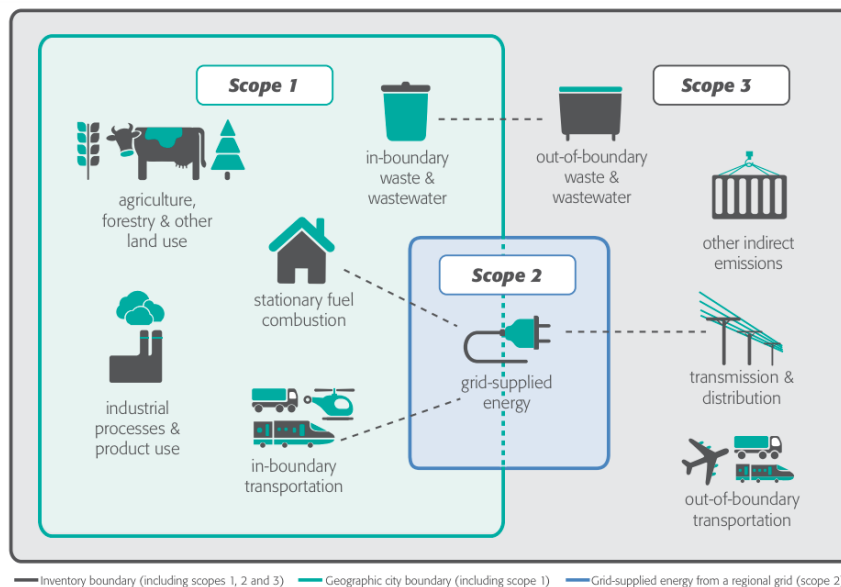 Scope 1
Scope 3
in-boundary
waste &
wastewater
out-of-boundary
waste &
wastewater
agriculture,
forestry & other
land use
other indirect
emissions
Scope 2
stationary fuel
combustion
grid-supplied
energy
transmission &
distribution
industrial
processes &
product use
in-boundary
transportation
out-of-boundary
transportation
Inventory boundary (including scopes 1, 2 and 3)
Geographic city boundary (including scope 1)
Grid-supplied energy from a regional grid (scope 2)